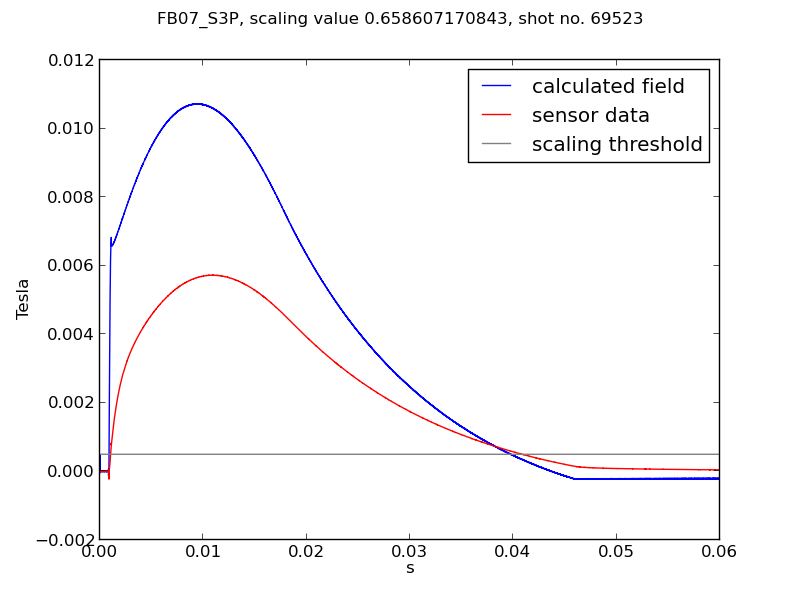 FB07_S3P, scaling value 0.658607170843, shot no. 69523
0.012
0.010
0.008
0.006
0.004
0.002
0.000
−0.002
Tesla
calculated field
sensor data
scaling threshold
0.00 0.01 0.02 0.03 0.04 0.05 0.06
s